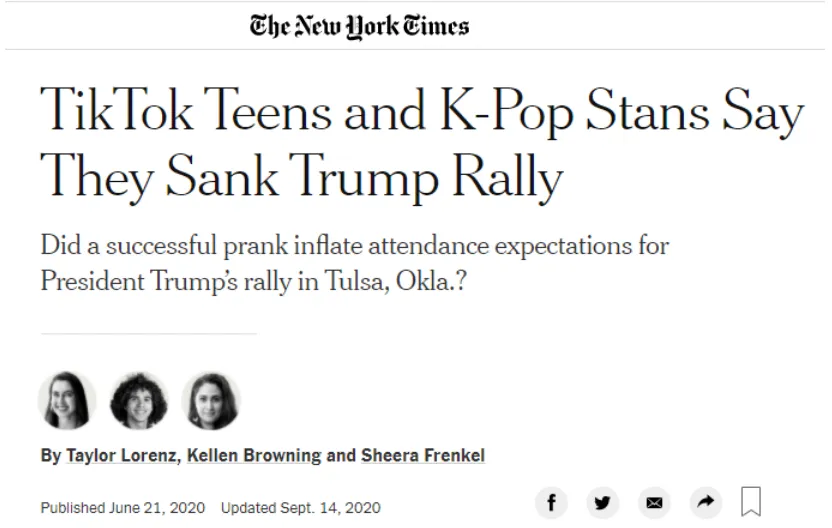 The New York Times
TikTok Teens and K-Pop Stans Say
They Sank Trump Rally
Did a successful prank inflate attendance expectations for
President Trump’s rally in Tulsa, Okla.?
By Taylor Lorenz, Kellen Browning and Sheera Frenkel
Published June 21, 2020 Updated Sept. 14, 2020